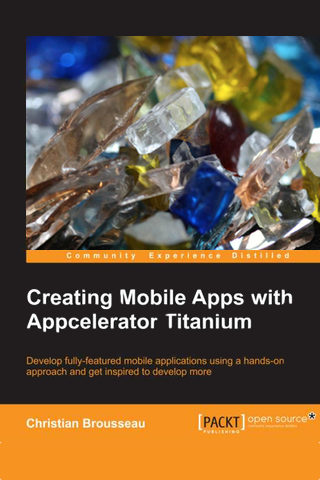 Community Experience Distilled
Creating Mobile Apps with
Appcelerator Titanium
Develop fully-featured mobile applications using a hands-on
approach and get inspired to develop more
Christian Brousseau
[PACKT] open source*
PUBLISHING